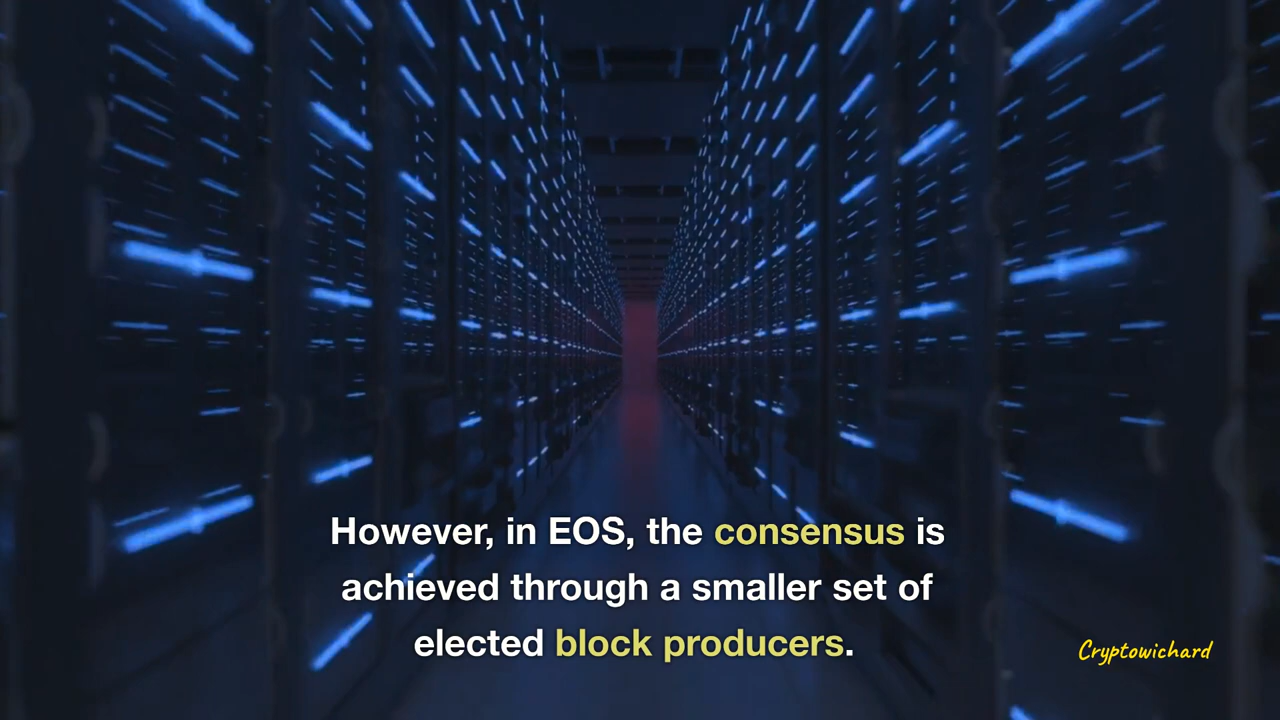 However, in EOS, the consensus is
achieved through a smaller set of
elected block producers.
Cryptowichard